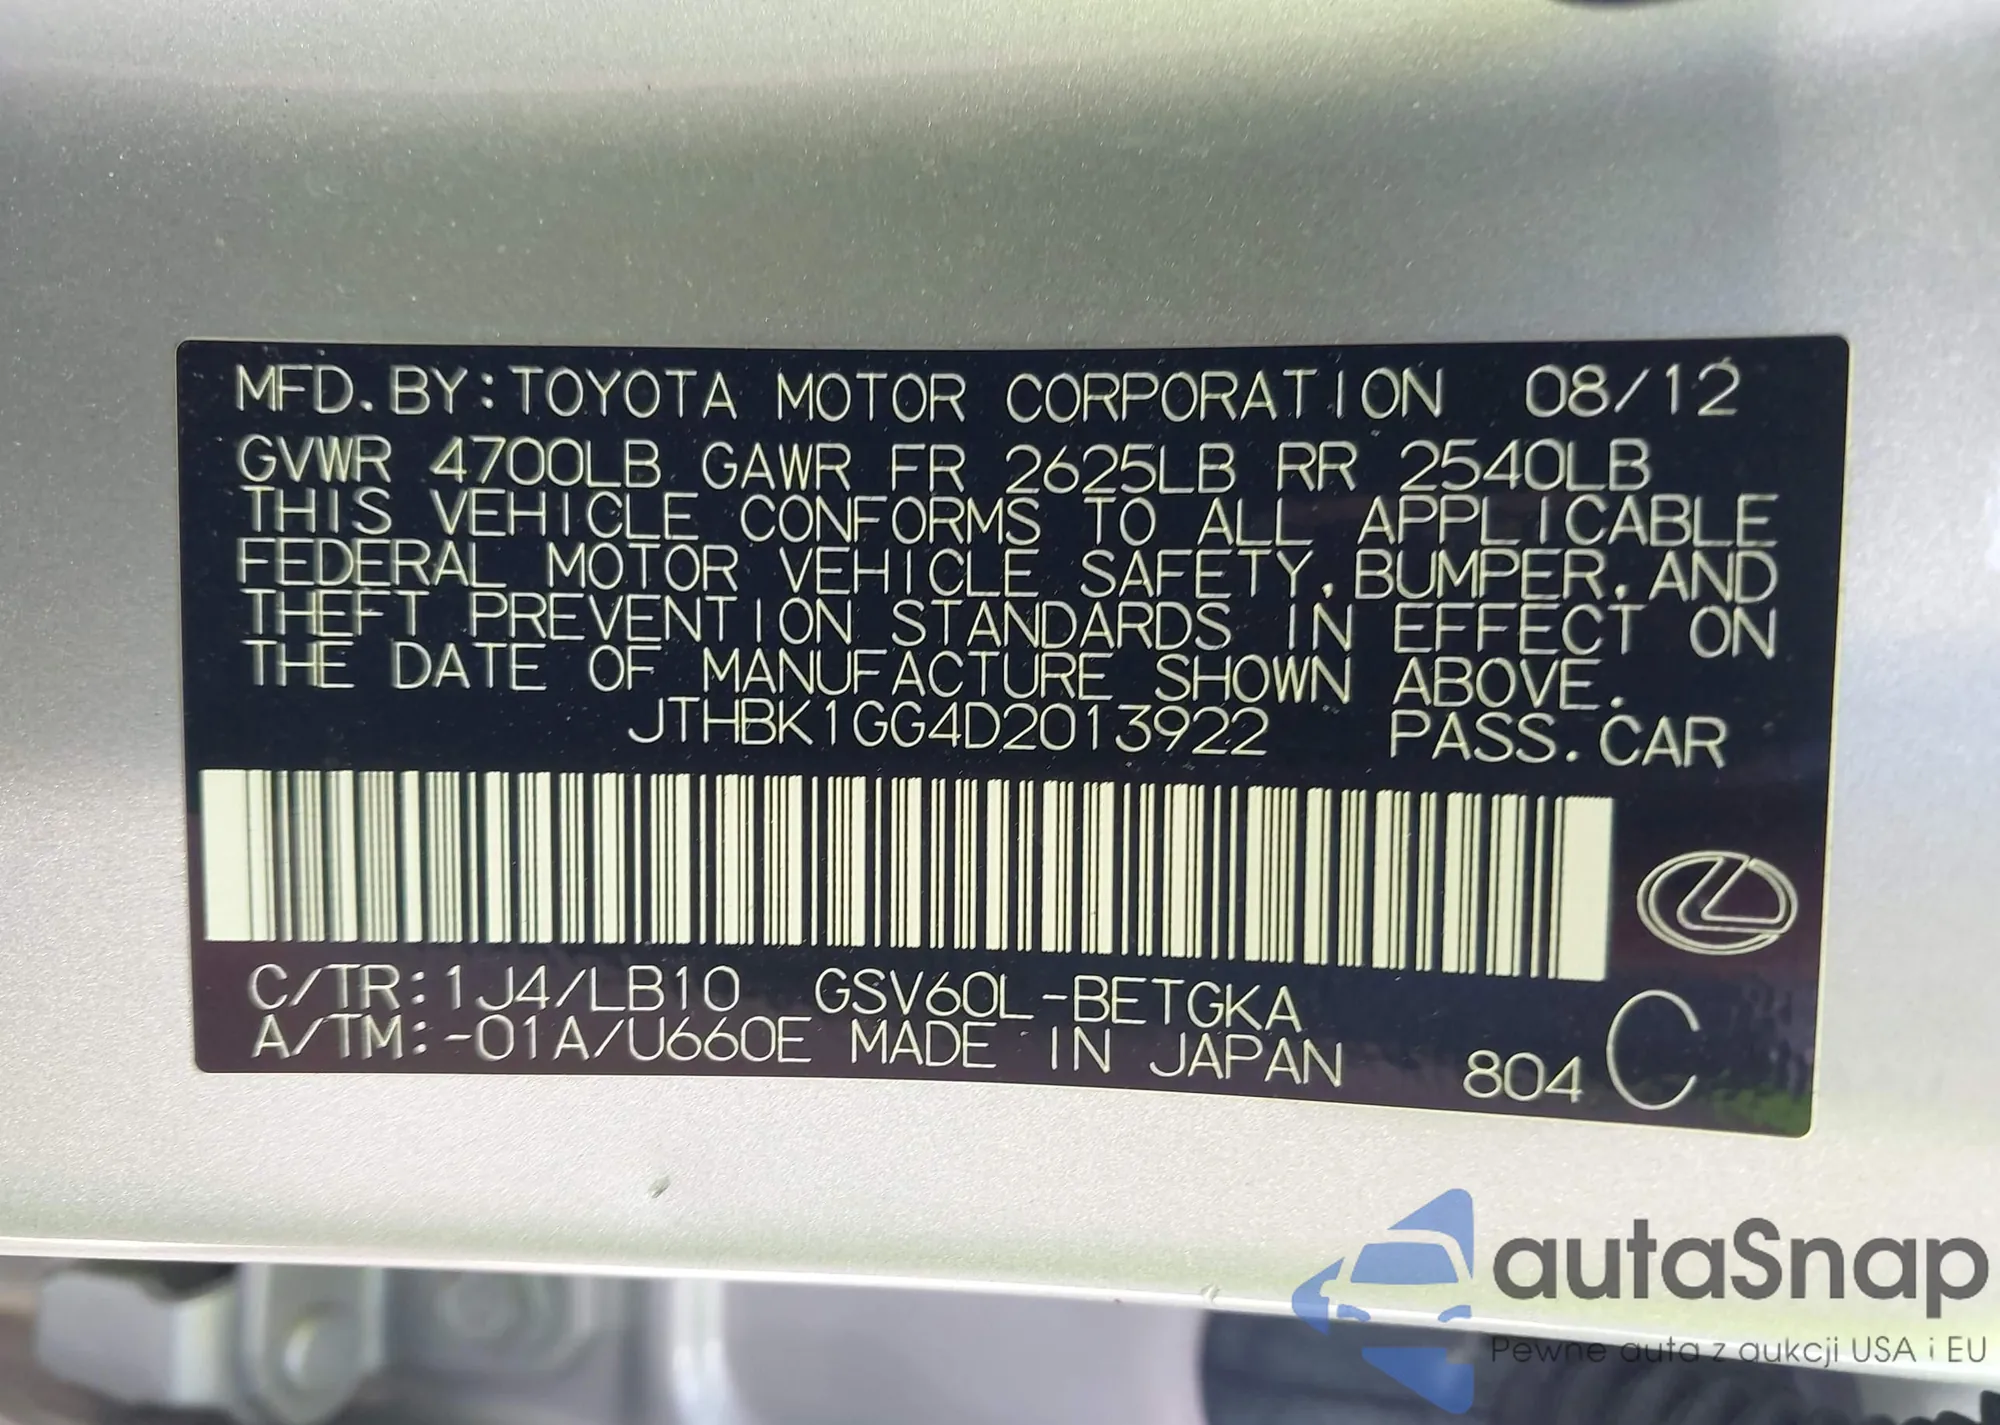 MFD. BY: TOYOTA MOTOR CORPORATION 08/12
GVWR 4700LB GAWR FR 2625LB RR 2540LB
THIS VEHICLE CONFORMS TO ALL APPLICABLE
FEDERAL MOTOR VEHICLE SAFETY, BUMPER, AND
THEFT PREVENTION STANDARDS IN EFFECT ON
THE DATE OF MANUFACTURE SHOWN ABOVE.
JTHBK1GG4D2013922 PASS. CAR
C/TR: 1J4/LB10 GSV60L-BETGKA
A/TM: -01A/U660E MADE IN JAPAN 804 C
autaSnap
Pewne auta z aukcji USA i EU